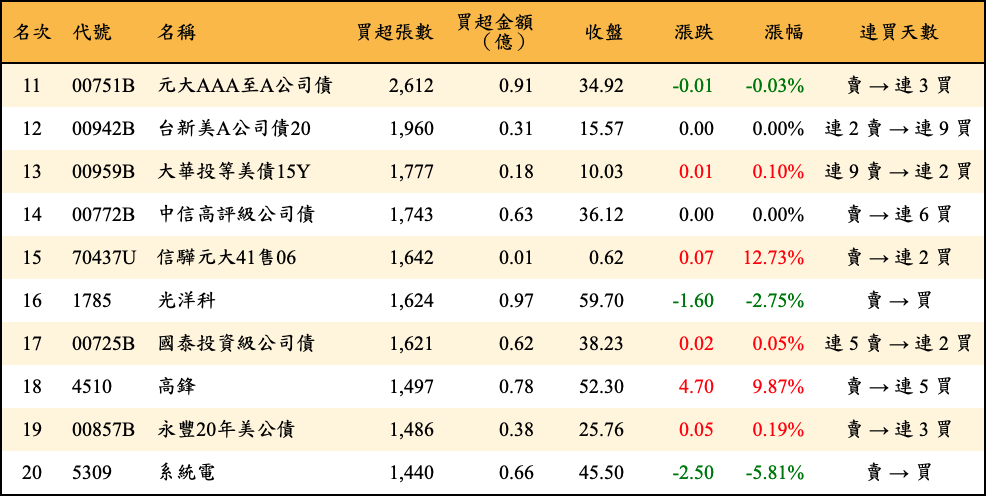 名次 代號 名稱 買超張數 買超金額（億） 收盤 漲跌 漲幅 連買天數
11 00751B 元大AAA至A公司債 2,612 0.91 34.92 -0.01 -0.03% 賣 → 連 3 買
12 00942B 台新美A公司債20 1,960 0.31 15.57 0.00 0.00% 連 2 賣 → 連 9 買
13 00959B 大華投等美債15Y 1,777 0.18 10.03 0.01 0.10% 連 9 賣 → 連 2 買
14 00772B 中信高評級公司債 1,743 0.63 36.12 0.00 0.00% 賣 → 連 6 買
15 70437U 信驊元大41售06 1,642 0.01 0.62 0.07 12.73% 賣 → 連 2 買
16 1785 光洋科 1,624 0.97 59.70 -1.60 -2.75% 賣 → 買
17 00725B 國泰投資級公司債 1,621 0.62 38.23 0.02 0.05% 連 5 賣 → 連 2 買
18 4510 高鋒 1,497 0.78 52.30 4.70 9.87% 賣 → 連 5 買
19 00857B 永豐20年美公債 1,486 0.38 25.76 0.05 0.19% 賣 → 連 3 買
20 5309 系統電 1,440 0.66 45.50 -2.50 -5.81% 賣 → 買